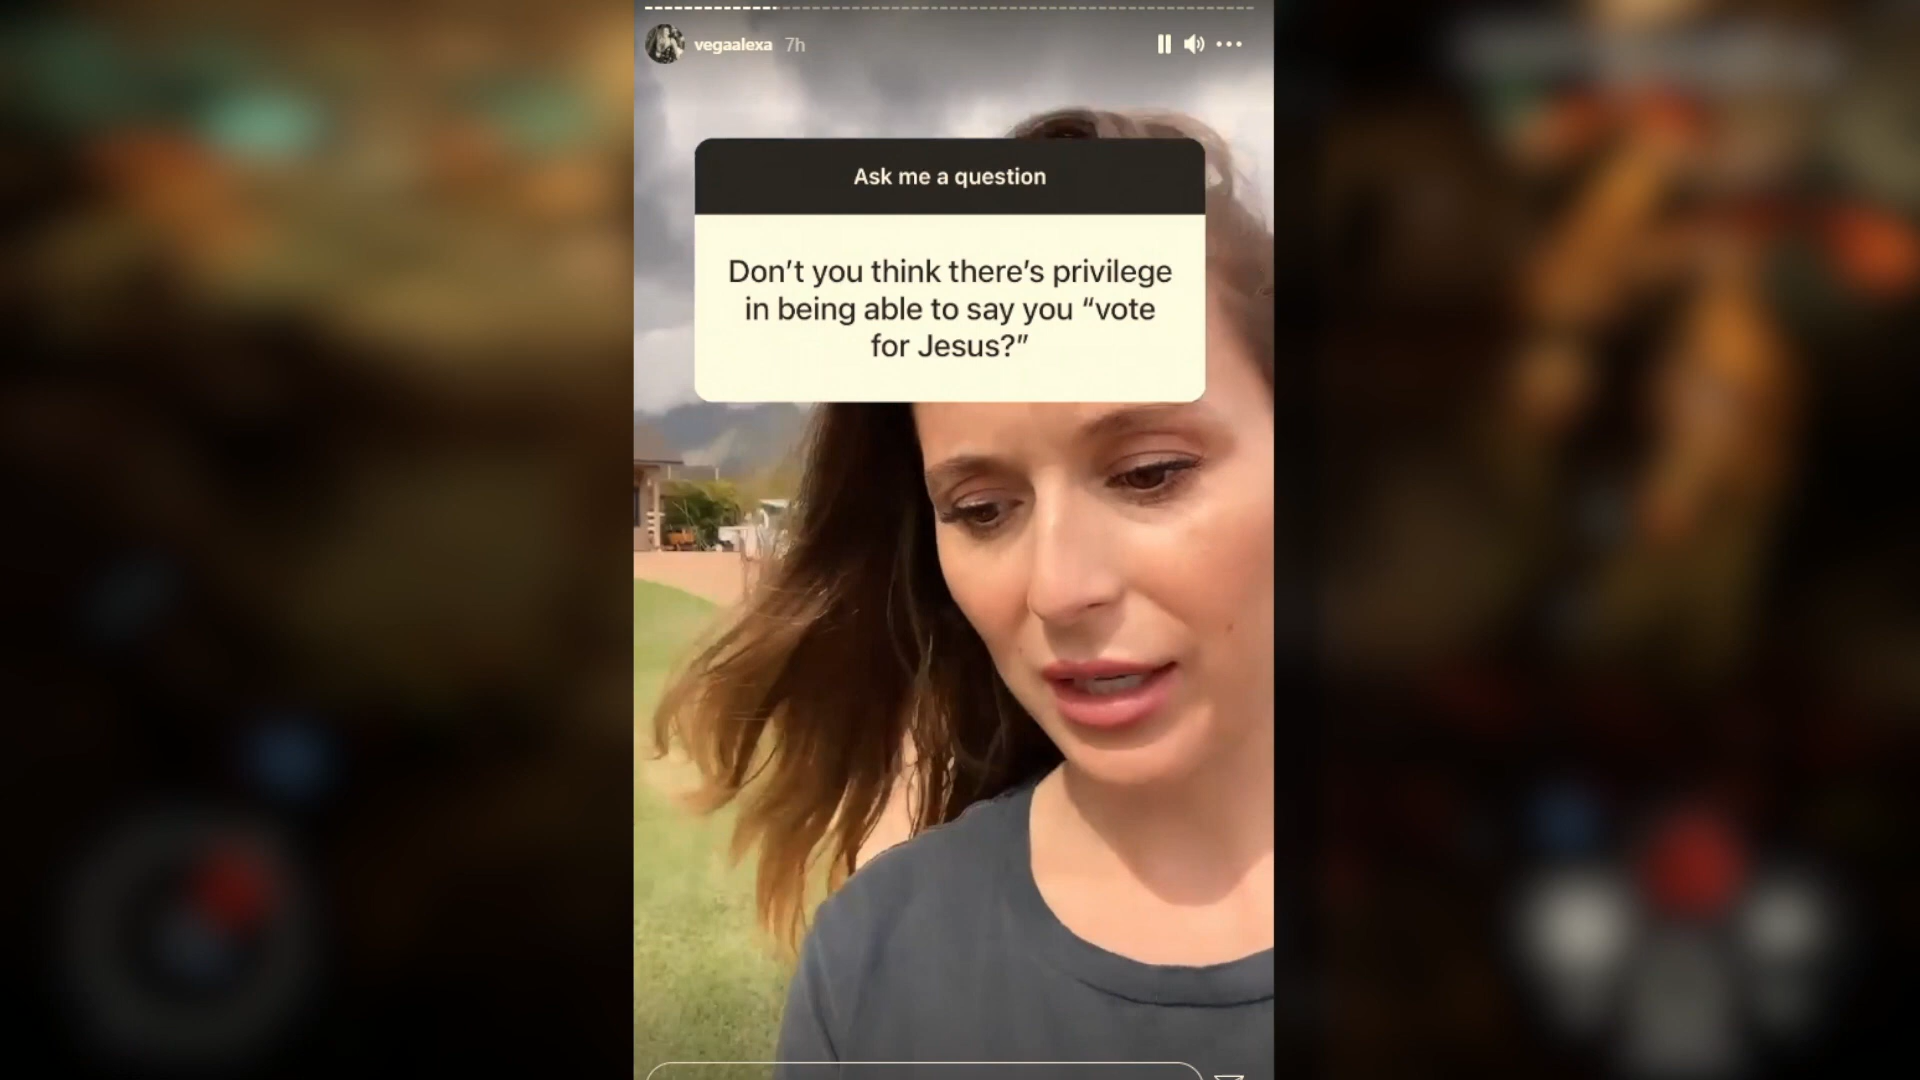 vegaalexa 7h
Ask me a question
Don’t you think there’s privilege
in being able to say you “vote
for Jesus?”